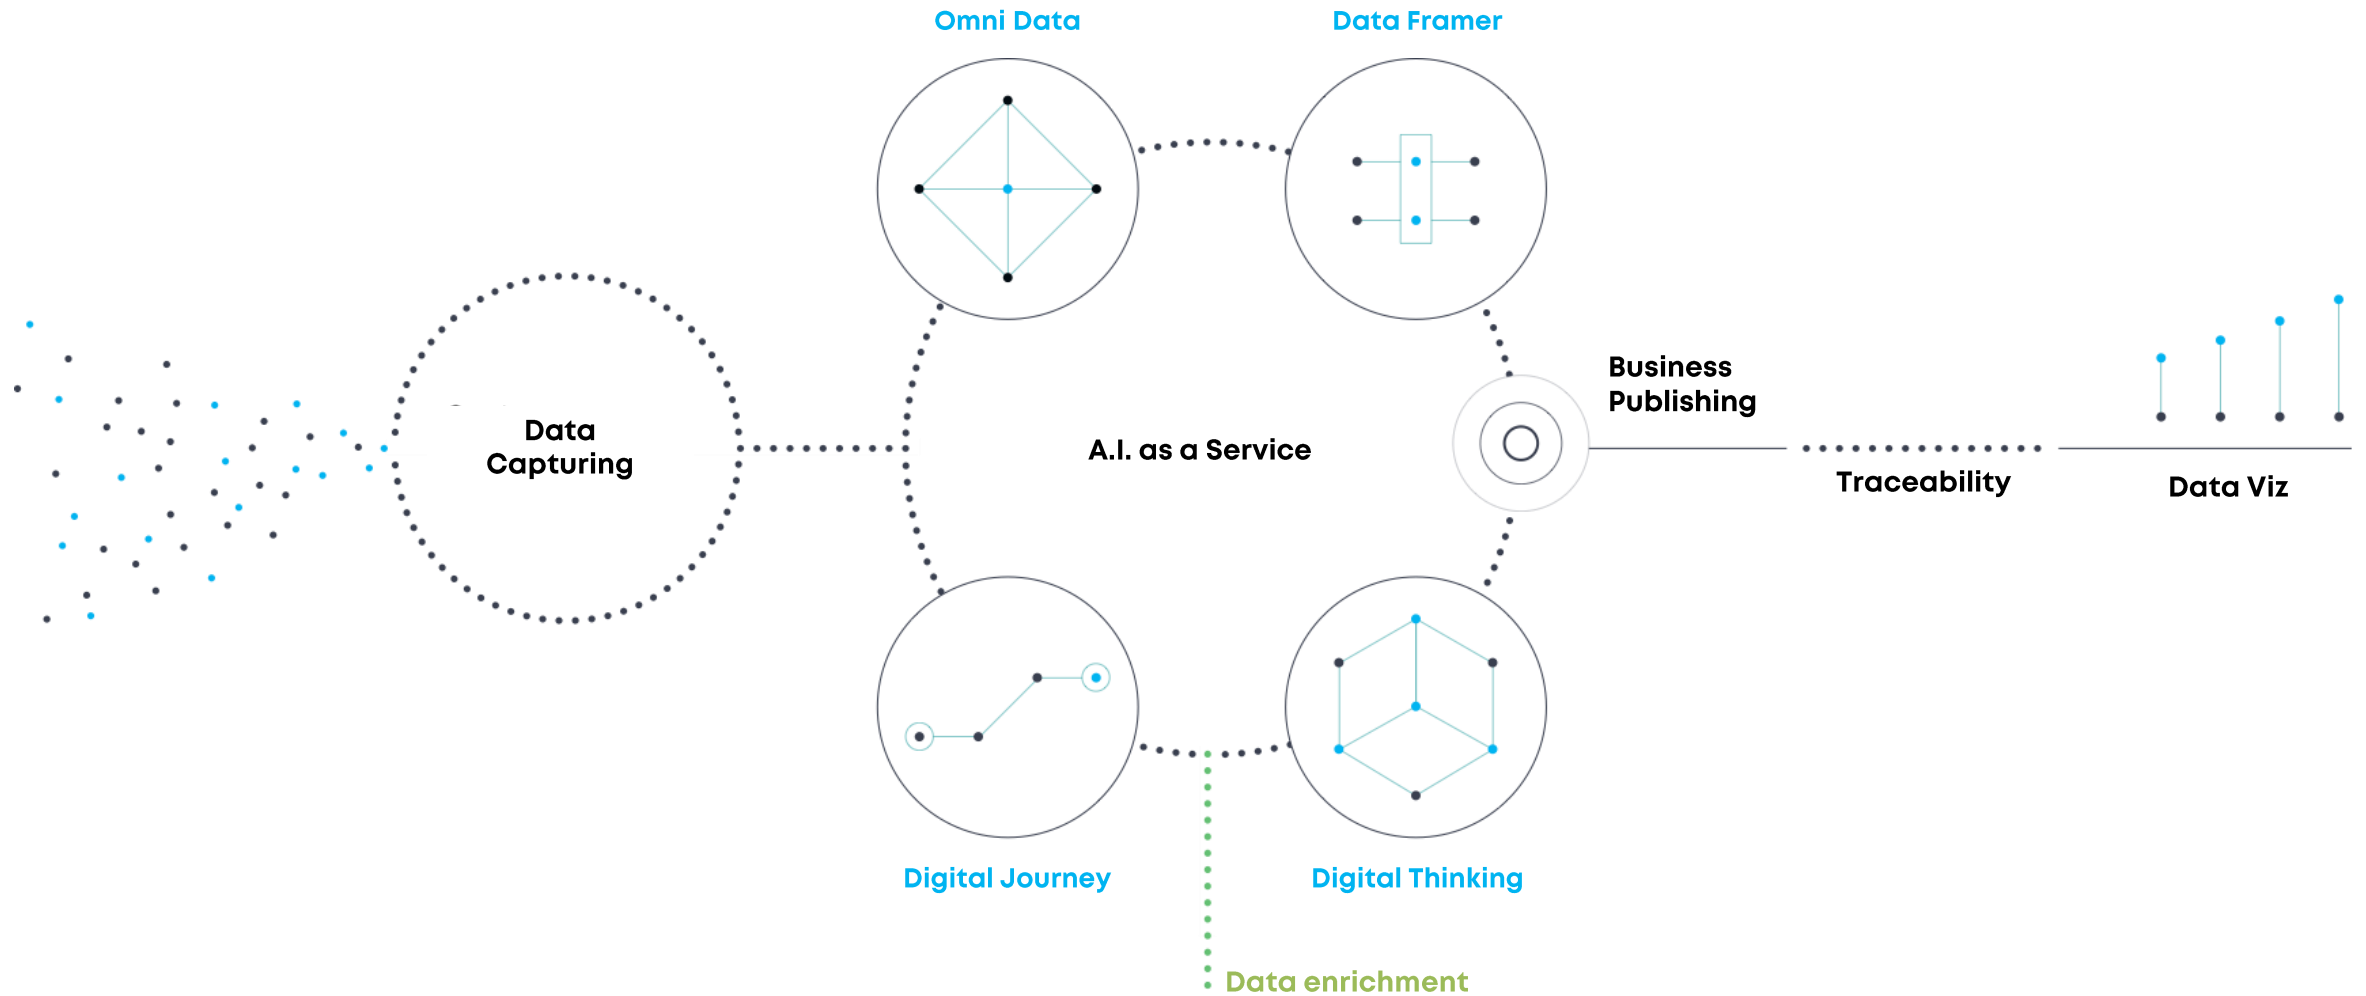 Omni Data
Data Framer
Data
Capturing
A.I. as a Service
Business
Publishing
Traceability
Data Viz
Digital Journey
Digital Thinking
Data enrichment